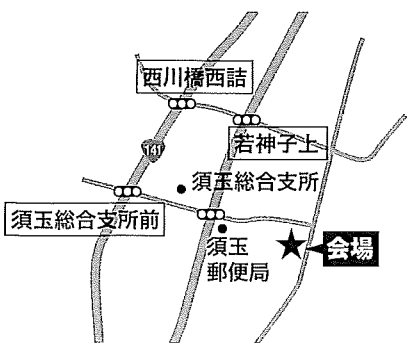 西川橋西詰
若神子上
141
須玉総合支所
須玉総合支所前
須玉
郵便局
会場